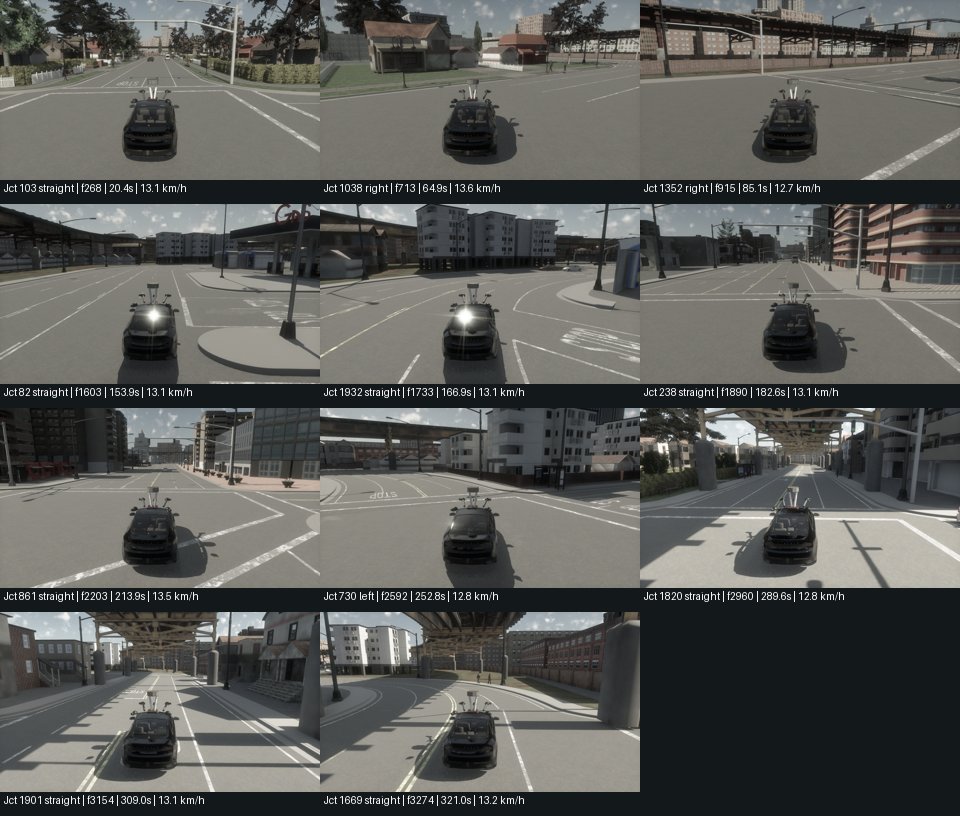 Jct 103 straight | f268 | 20.4s | 13.1 km/h
Jct 1038 right | f713 | 64.9s | 13.6 km/h
Jct 1352 right | f915 | 85.1s | 12.7 km/h
Jct 82 straight | f1603 | 153.9s | 13.1 km/h
Jct 1932 straight | f1733 | 166.9s | 13.1 km/h
Jct 238 straight | f1890 | 182.6s | 13.1 km/h
STOP
Jct 861 straight | f2203 | 213.9s | 13.5 km/h
Jct 730 left | f2592 | 252.8s | 12.8 km/h
Jct 1820 straight | f2960 | 289.6s | 12.8 km/h
Jct 1901 straight | f3154 | 309.0s | 13.1 km/h
Jct 1669 straight | f3274 | 321.0s | 13.2 km/h